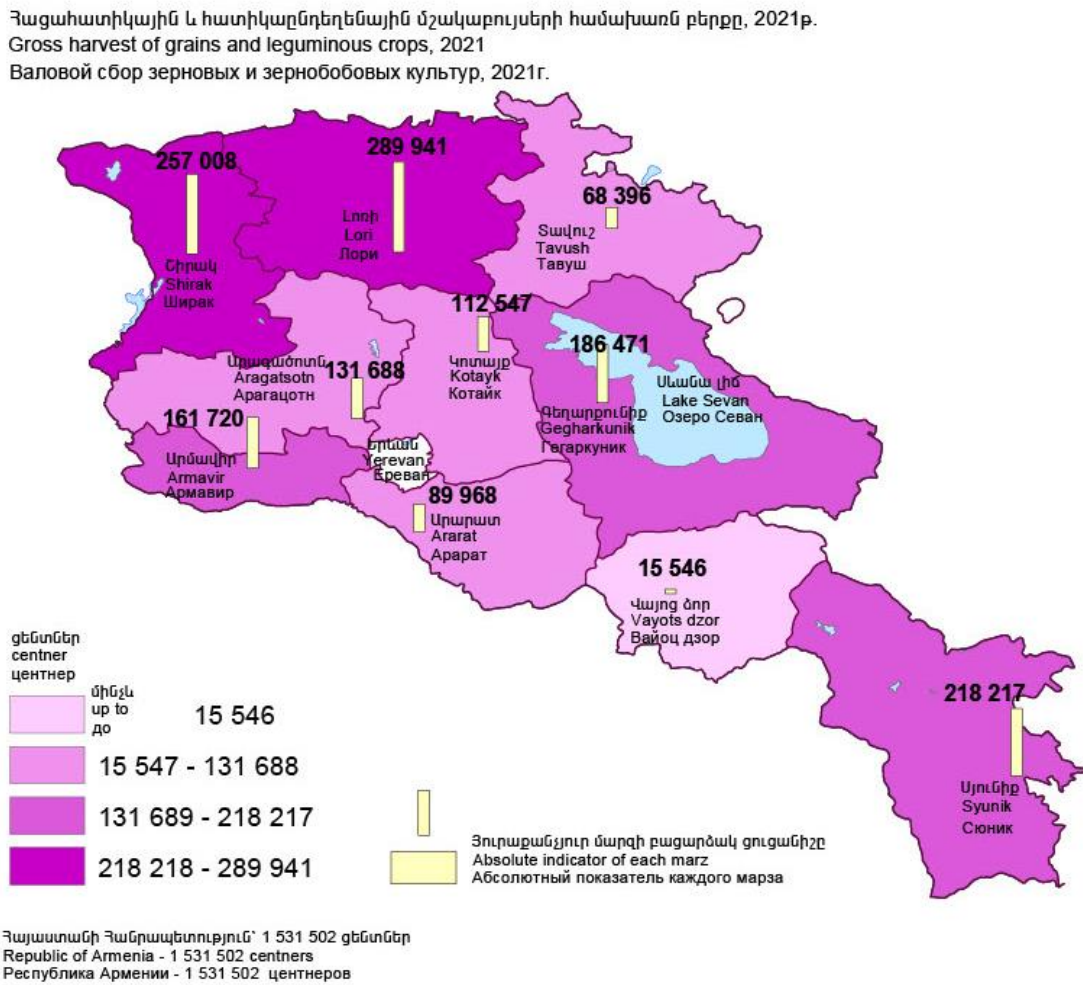 Հացահատիկային և հատիկաընդեղենային մշակաբույսերի համախառն բերքը, 2021թ.
Gross harvest of grains and leguminous crops, 2021
Валовой сбор зерновых и зернобобовых культур, 2021г.
257 008
Շիրակ
Shirak
Ширак
289 941
Լոռի
Lori
Лори
68 396
Տավուշ
Tavush
Тавуш
112 547
Կոտայք
Kotayk
Котайк
Արագածոտն
Aragatsotn
Арагацотн
131 688
186 471
Գեղարքունիք
Gegharkunik
Гегаркуник
Սևանա լիճ
Lake Sevan
Озеро Севан
161 720
Արմավիր
Armavir
Армавир
Երևան
Yerevan
Ереван
89 968
Արարատ
Ararat
Арарат
15 546
Վայոց ձոր
Vayots dzor
Вайоц дзор
218 217
Սյունիք
Syunik
Сюник
ցենտներ
centner
центнер
մինչև
up to
до
15 546
15 547 - 131 688
131 689 - 218 217
218 218 - 289 941
Յուրաքանչյուր մարզի բացարձակ ցուցանիշը
Absolute indicator of each marz
Абсолютный показатель каждого марза
Հայաստանի Հանրապետություն՝ 1 531 502 ցենտներ
Republic of Armenia - 1 531 502 centners
Республика Армении - 1 531 502 центнеров